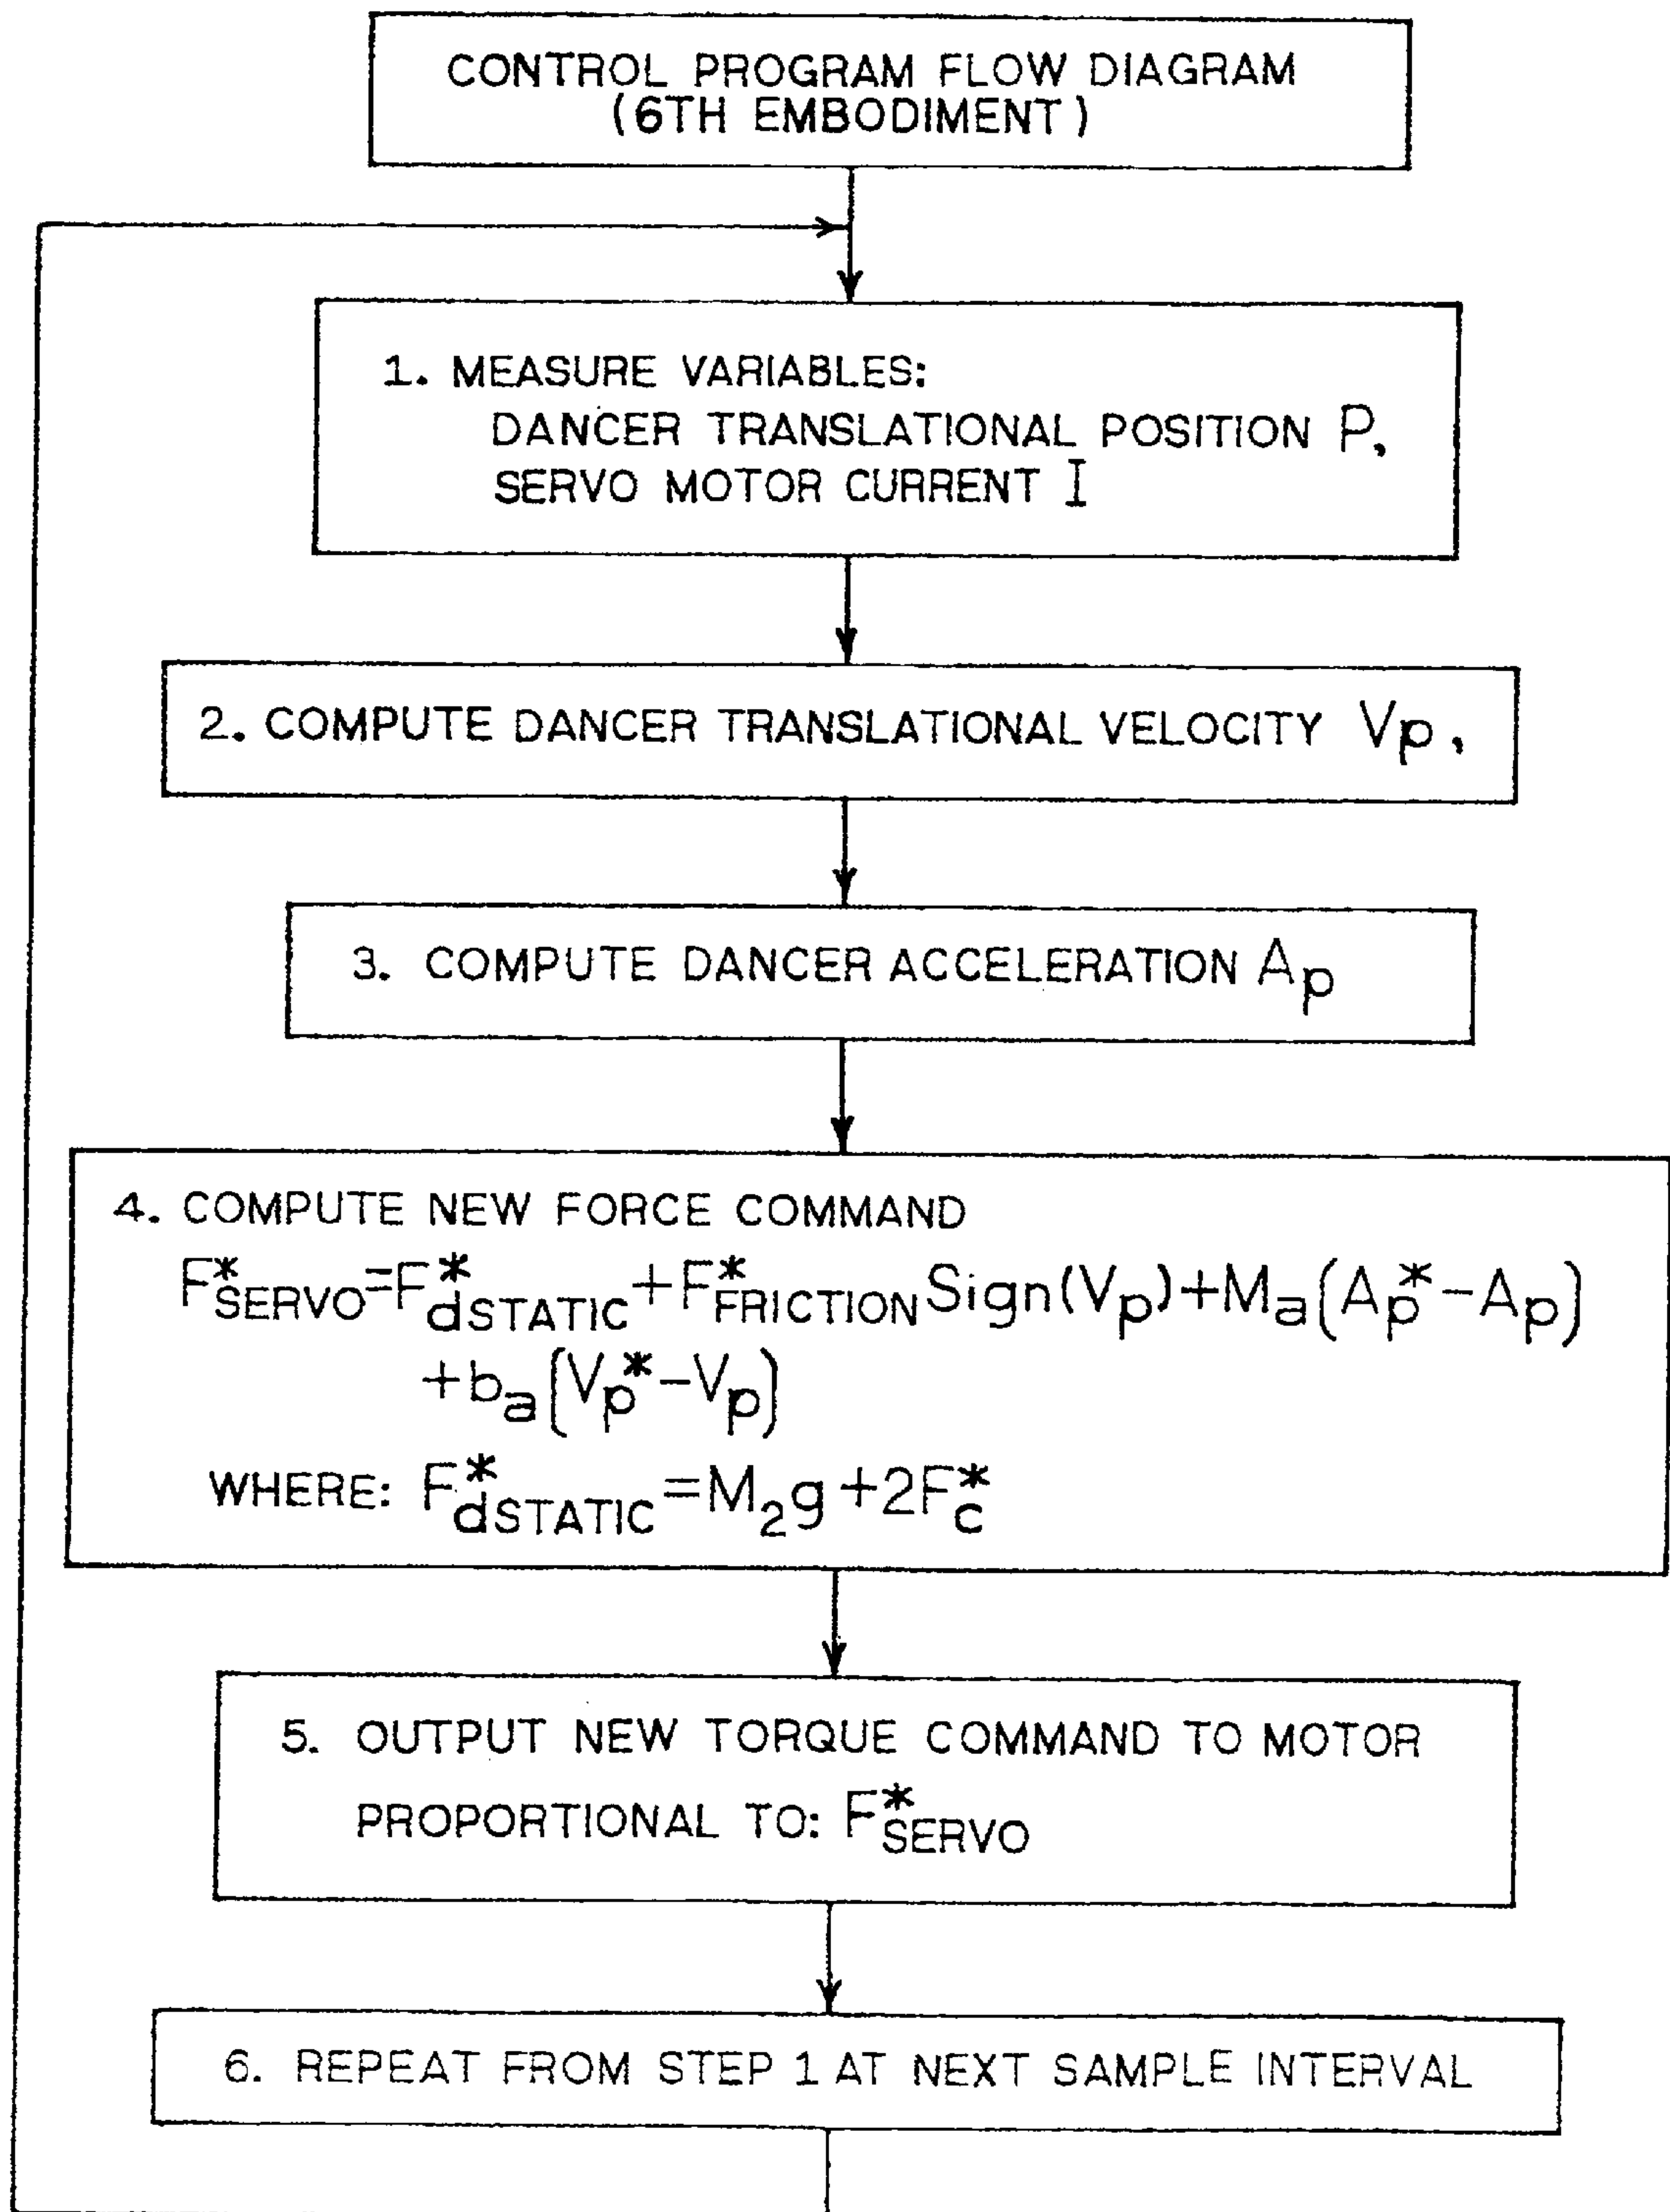 CONTROL PROGRAM FLOW DIAGRAM
(6TH EMBODIMENT)
1. MEASURE VARIABLES:
DANCER TRANSLATIONAL POSITION P,
SERVO MOTOR CURRENT I
2. COMPUTE DANCER TRANSLATIONAL VELOCITY Vp,
3. COMPUTE DANCER ACCELERATION Ap
4. COMPUTE NEW FORCE COMMAND
F*SERVO=F*dSTATIC+F*FRICTIONSign(Vp)+Ma(Ap*-Ap)
+ba(Vp*-Vp)
WHERE: F*dSTATIC=M2g+2F*c
5. OUTPUT NEW TORQUE COMMAND TO MOTOR
PROPORTIONAL TO: F*SERVO
6. REPEAT FROM STEP 1 AT NEXT SAMPLE INTERVAL